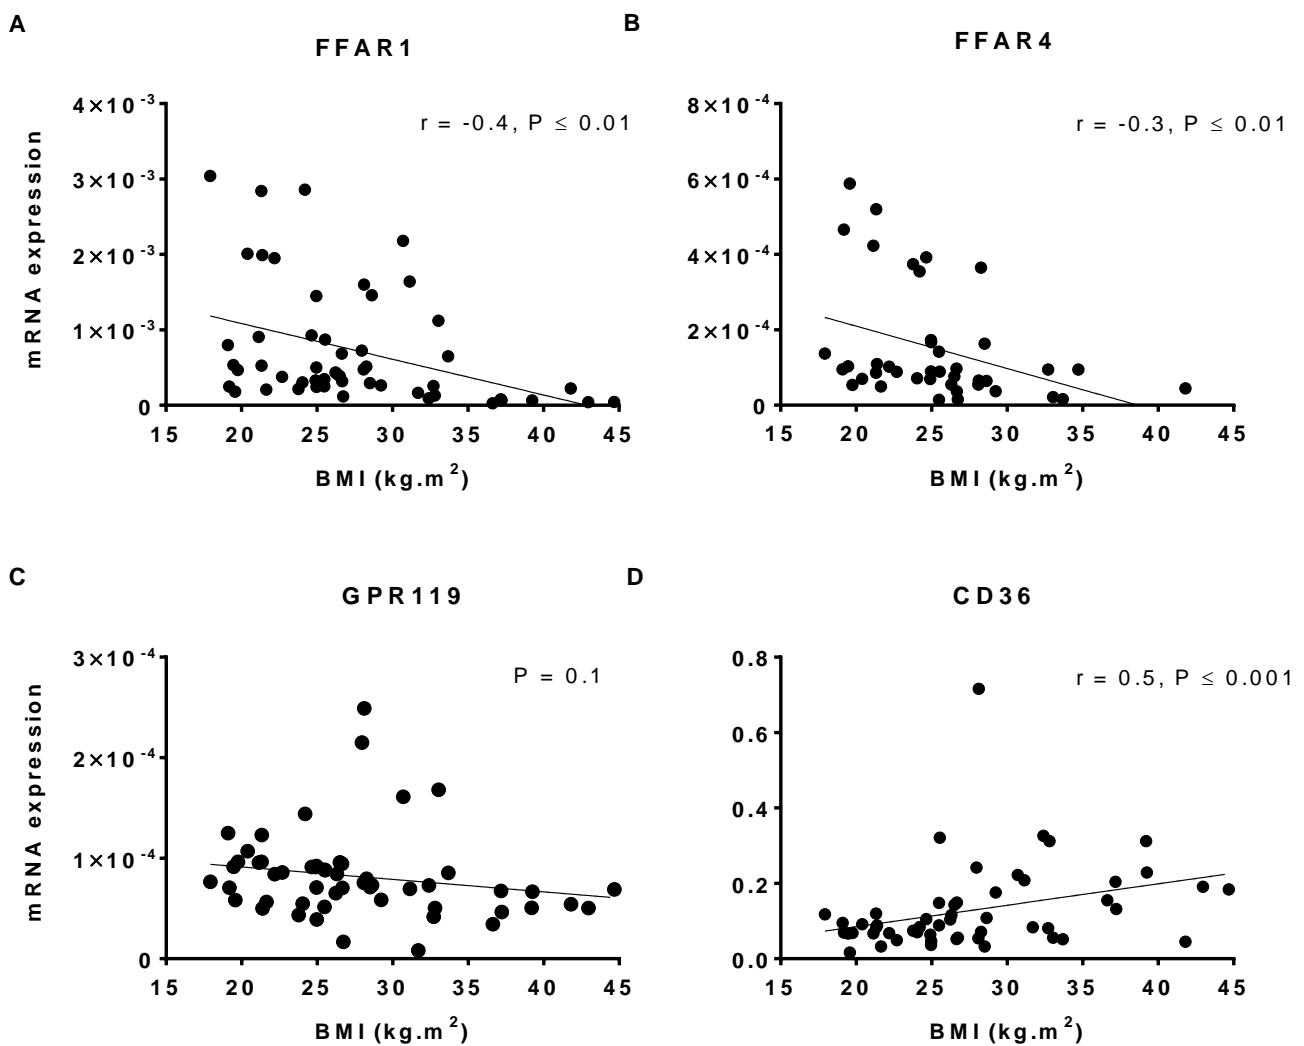 A
FFAR1
r = -0.4, P ≤ 0.01
mRNA expression
4×10⁻³
3×10⁻³
2×10⁻³
1×10⁻³
0
15 20 25 30 35 40 45
BMI (kg.m²)
B
FFAR4
r = -0.3, P ≤ 0.01
8×10⁻⁴
6×10⁻⁴
4×10⁻⁴
2×10⁻⁴
0
15 20 25 30 35 40 45
BMI (kg.m²)
C
GPR119
P = 0.1
mRNA expression
3×10⁻⁴
2×10⁻⁴
1×10⁻⁴
0
15 20 25 30 35 40 45
BMI (kg.m²)
D
CD36
r = 0.5, P ≤ 0.001
0.8
0.6
0.4
0.2
0.0
15 20 25 30 35 40 45
BMI (kg.m²)